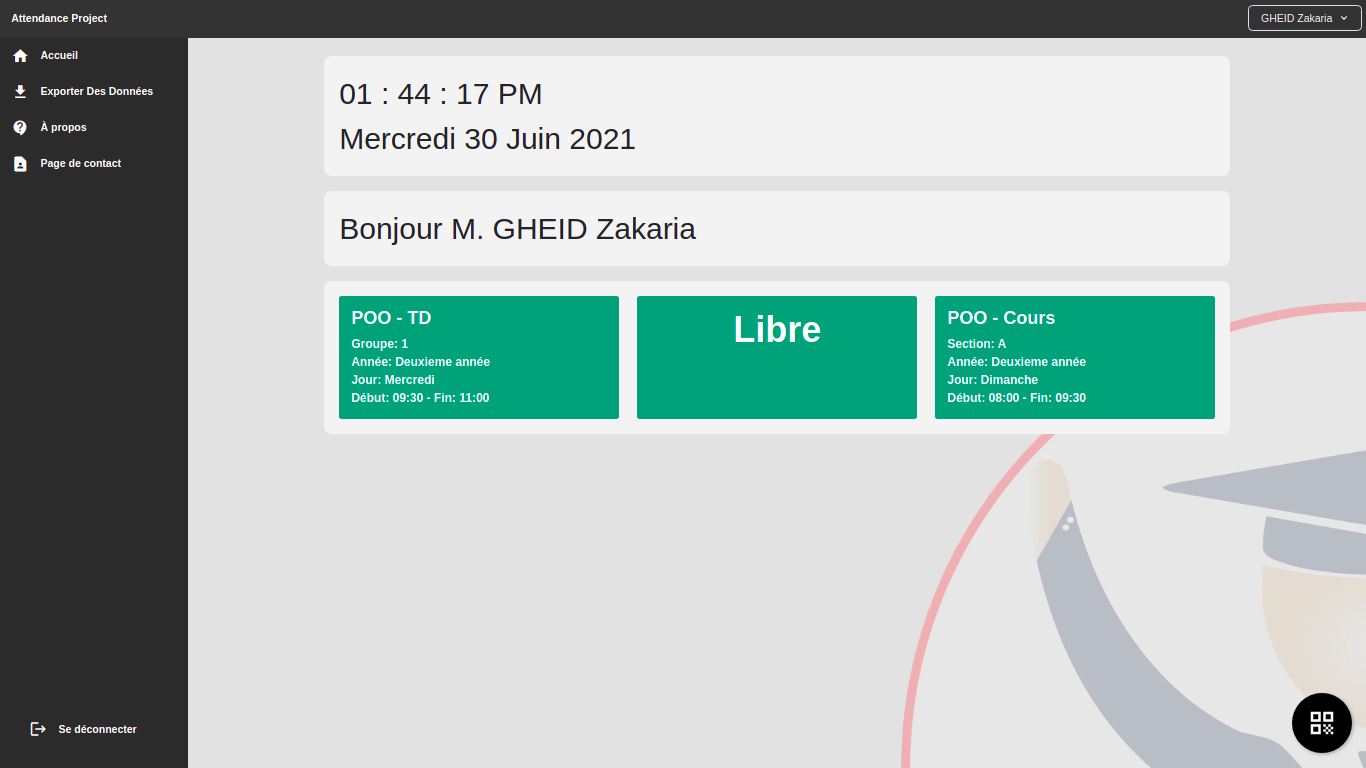 Attendance Project
GHEID Zakaria
Accueil
Exporter Des Données
À propos
Page de contact
Se déconnecter
01 : 44 : 17 PM
Mercredi 30 Juin 2021
Bonjour M. GHEID Zakaria
POO - TD
Groupe: 1
Année: Deuxieme année
Jour: Mercredi
Début: 09:30 - Fin: 11:00
Libre
POO - Cours
Section: A
Année: Deuxieme année
Jour: Dimanche
Début: 08:00 - Fin: 09:30